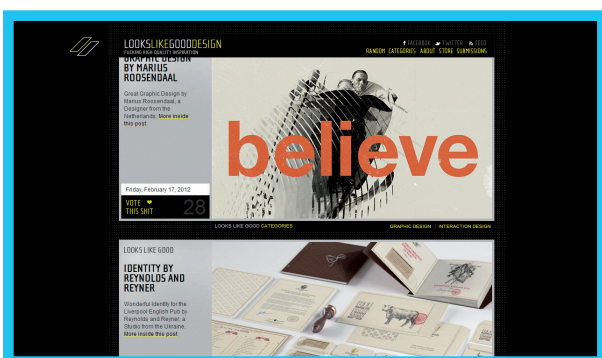 LOOKSLIKEGOODDESIGN
FUCKING HIGH QUALITY INSPIRATION
FACEBOOK TWITTER FEED
RANDOM CATEGORIES ABOUT STORE SUBMISSIONS
GRAPHIC DESIGN
BY MARIUS
ROOSENDAAL
Great Graphic Design by
Marius Roosendaal, a
Designer from the
Netherlands. More inside
this post
believe
Friday, February 17, 2012
VOTE
THIS SHIT
28
LOOKS LIKE GOOD CATEGORIES
GRAPHIC DESIGN INTERACTION DESIGN
LOOKS LIKE GOOD
IDENTITY BY
REYNOLDS AND
REYNER
Wonderful Identity for the
Liverpool English Pub by
Reynolds and Reyner, a
Studio from the Ukraine.
More inside this post